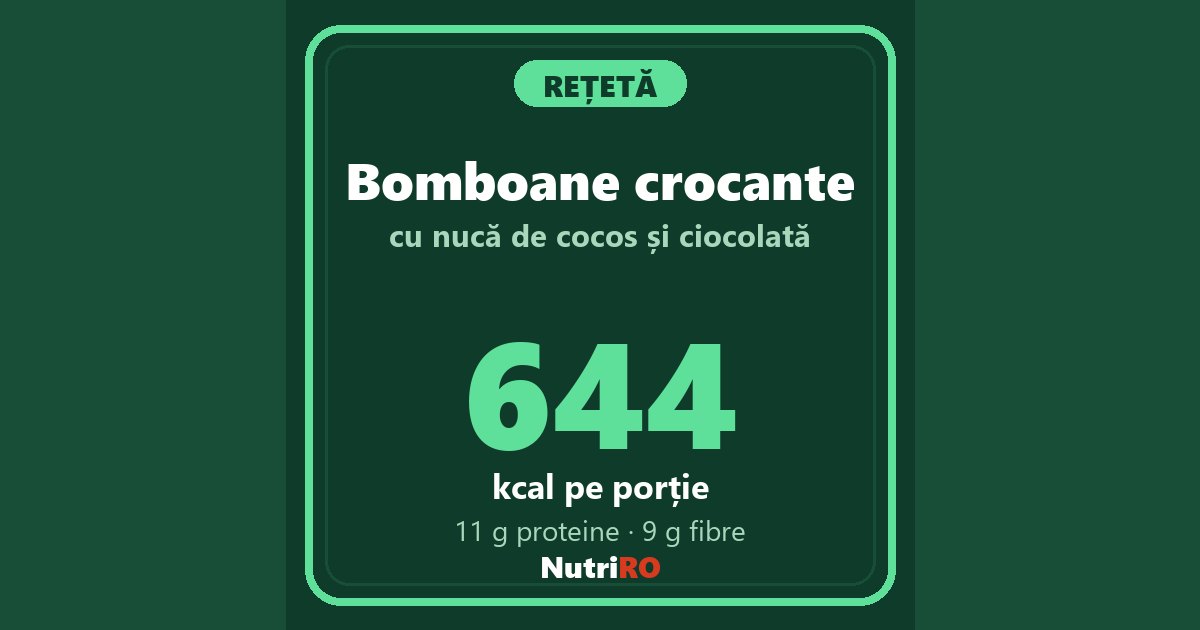 REȚETĂ
Bomboane crocante
cu nucă de cocos și ciocolată
644
kcal pe porție
11 g proteine · 9 g fibre
NutriRO